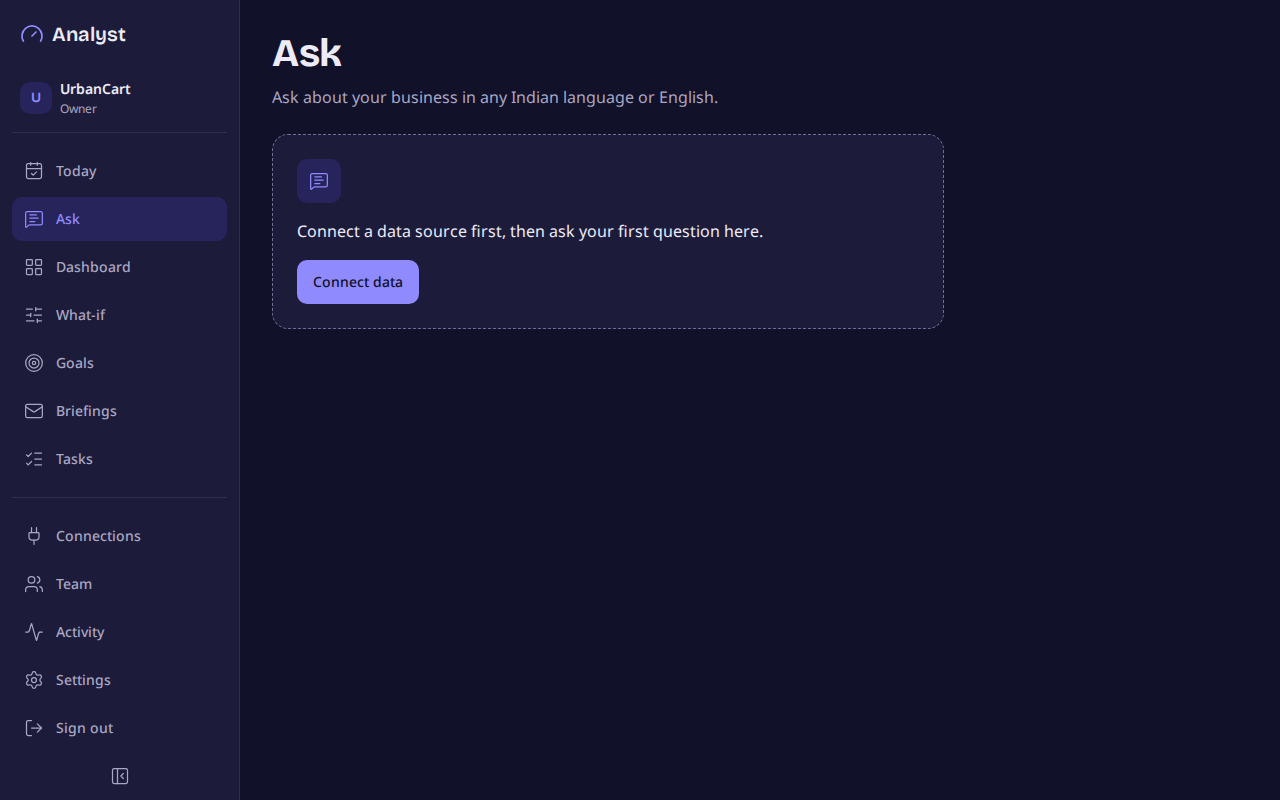 Analyst
U
UrbanCart
Owner
Today
Ask
Dashboard
What-if
Goals
Briefings
Tasks
Connections
Team
Activity
Settings
Sign out
Ask
Ask about your business in any Indian language or English.
Connect a data source first, then ask your first question here.
Connect data